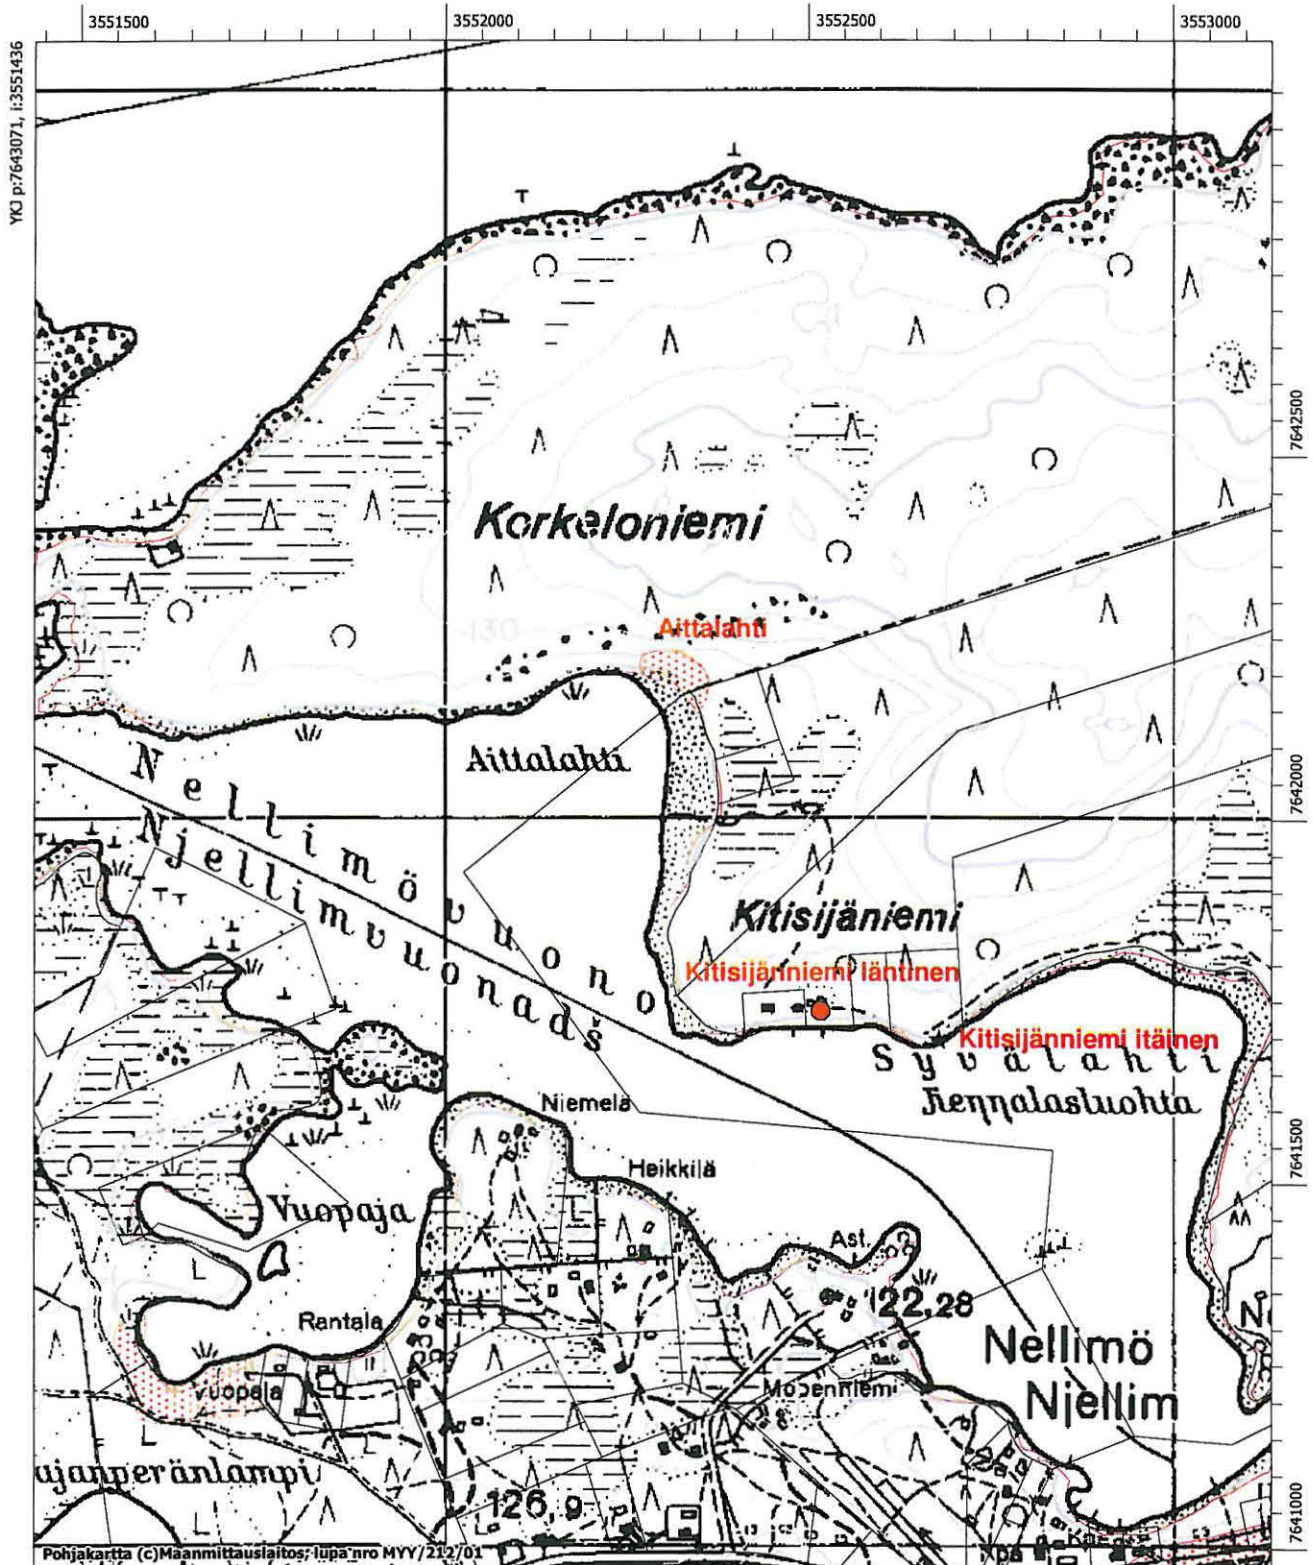 3551500
3552000
3552500
3553000
YKJ p:7643071, i:3551436
7642500
Korkeloniemi
Aittalahti
130
Aittalahti
7642000
Nellimövuono
Njellimvuonadš
Kitisijäniemi
Kitisijänniemi läntinen
Kitisijänniemi itäinen
Syvälahti
Niemelä
Heikkilä
7641500
Vuopaja
Ast.
122,28
Rantala
Nellimö
Njellim
Vuopala
ajanperänlampi
126,9
7641000
Pohjakartta (c)Maanmittauslaitos; lupa nro MYY/212/01